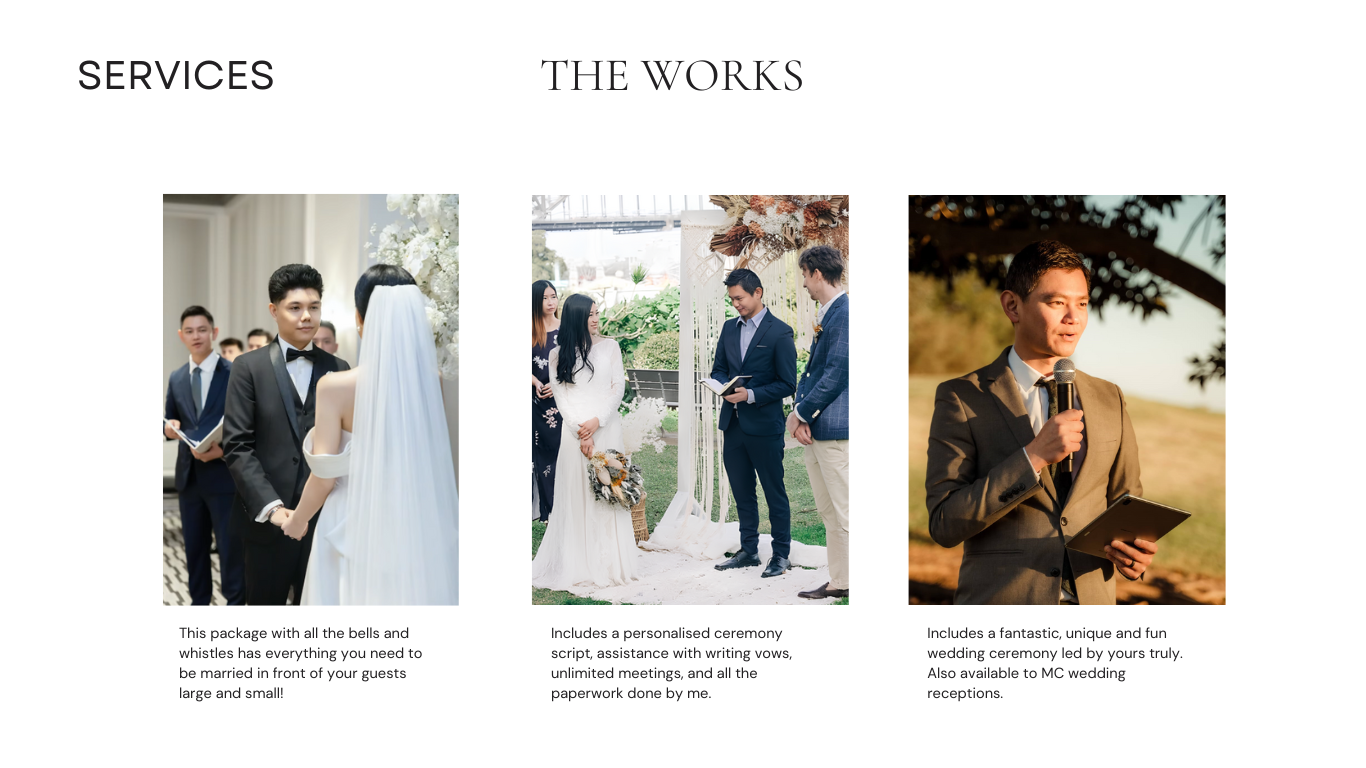 SERVICES
THE WORKS
This package with all the bells and
whistles has everything you need to
be married in front of your guests
large and small!
Includes a personalised ceremony
script, assistance with writing vows,
unlimited meetings, and all the
paperwork done by me.
Includes a fantastic, unique and fun
wedding ceremony led by yours truly.
Also available to MC wedding
receptions.